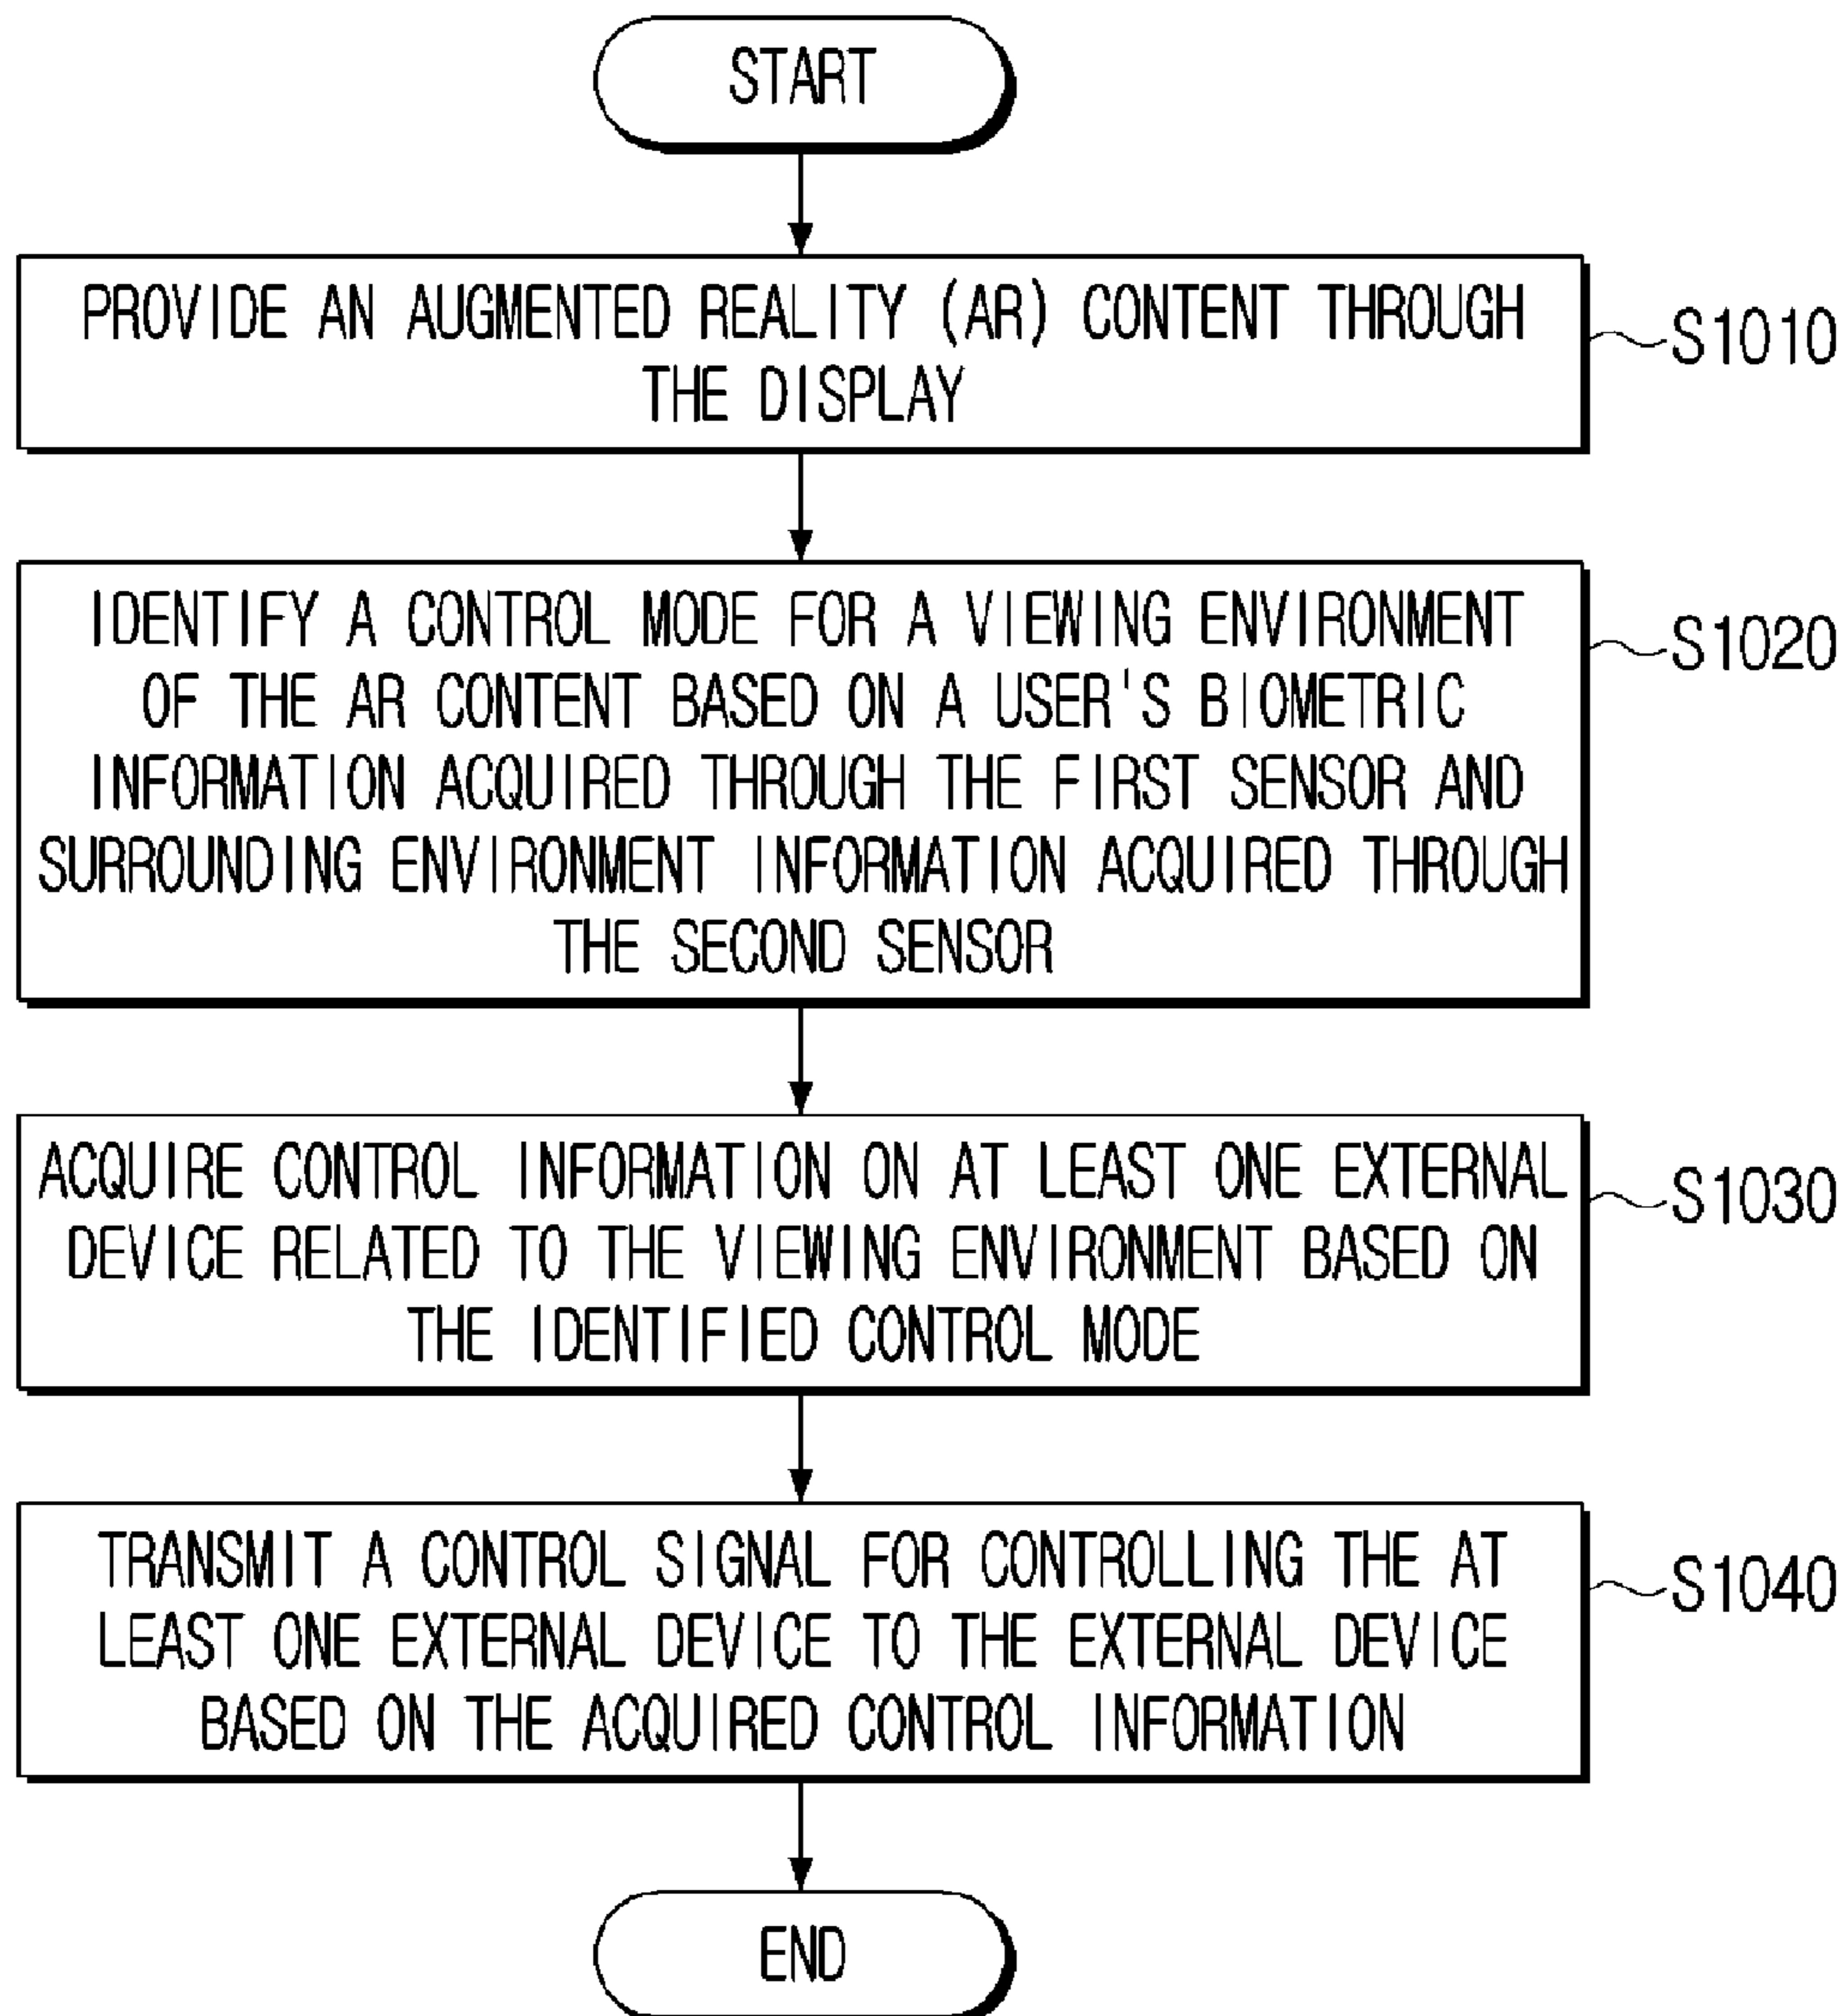 START
PROVIDE AN AUGMENTED REALITY (AR) CONTENT THROUGH
THE DISPLAY
S1010
IDENTIFY A CONTROL MODE FOR A VIEWING ENVIRONMENT
OF THE AR CONTENT BASED ON A USER'S BIOMETRIC
INFORMATION ACQUIRED THROUGH THE FIRST SENSOR AND
SURROUNDING ENVIRONMENT INFORMATION ACQUIRED THROUGH
THE SECOND SENSOR
S1020
ACQUIRE CONTROL INFORMATION ON AT LEAST ONE EXTERNAL
DEVICE RELATED TO THE VIEWING ENVIRONMENT BASED ON
THE IDENTIFIED CONTROL MODE
S1030
TRANSMIT A CONTROL SIGNAL FOR CONTROLLING THE AT
LEAST ONE EXTERNAL DEVICE TO THE EXTERNAL DEVICE
BASED ON THE ACQUIRED CONTROL INFORMATION
S1040
END